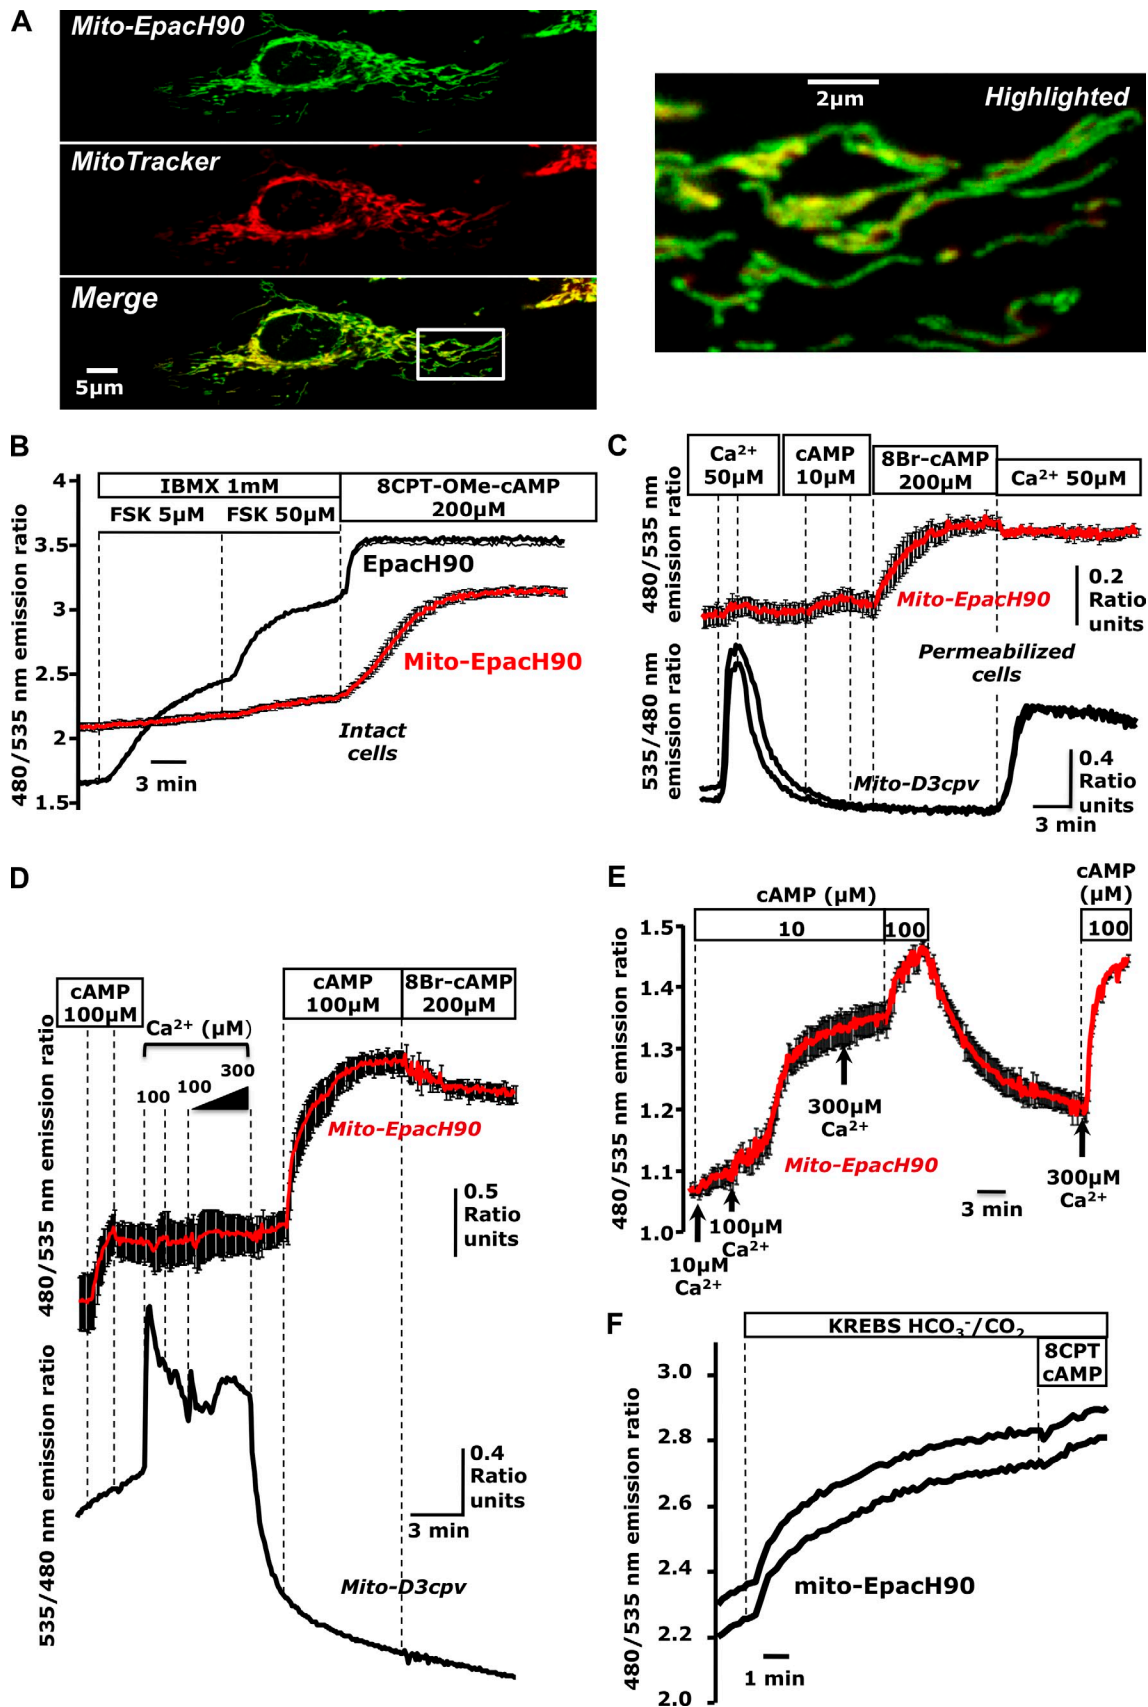 A
Mito-EpacH90
MitoTracker
Merge
5µm
2µm
Highlighted
B
480/535 nm emission ratio
4
3.5
3
2.5
2
1.5
IBMX 1mM
FSK 5µM
FSK 50µM
8CPT-OMe-cAMP
200µM
EpacH90
Mito-EpacH90
Intact
cells
3 min
C
480/535 nm
emission ratio
535/480 nm
emission ratio
Ca²⁺
50µM
cAMP
10µM
8Br-cAMP
200µM
Ca²⁺ 50µM
Mito-EpacH90
0.2
Ratio
units
Permeabilized
cells
Mito-D3cpv
0.4
Ratio
units
3 min
D
480/535 nm emission ratio
535/480 nm emission ratio
cAMP
100µM
Ca²⁺ (µM)
100
100
300
cAMP
100µM
8Br-cAMP
200µM
Mito-EpacH90
0.5
Ratio
units
0.4
Ratio
units
3 min
Mito-D3cpv
E
480/535 nm emission ratio
1.5
1.4
1.3
1.2
1.1
1.0
cAMP (µM)
10
100
cAMP
(µM)
100
300µM
Ca²⁺
Mito-EpacH90
100µM
Ca²⁺
10µM
Ca²⁺
3 min
300µM
Ca²⁺
F
480/535 nm emission ratio
3.0
2.8
2.6
2.4
2.2
2.0
KREBS HCO₃⁻/CO₂
8CPT
cAMP
mito-EpacH90
1 min